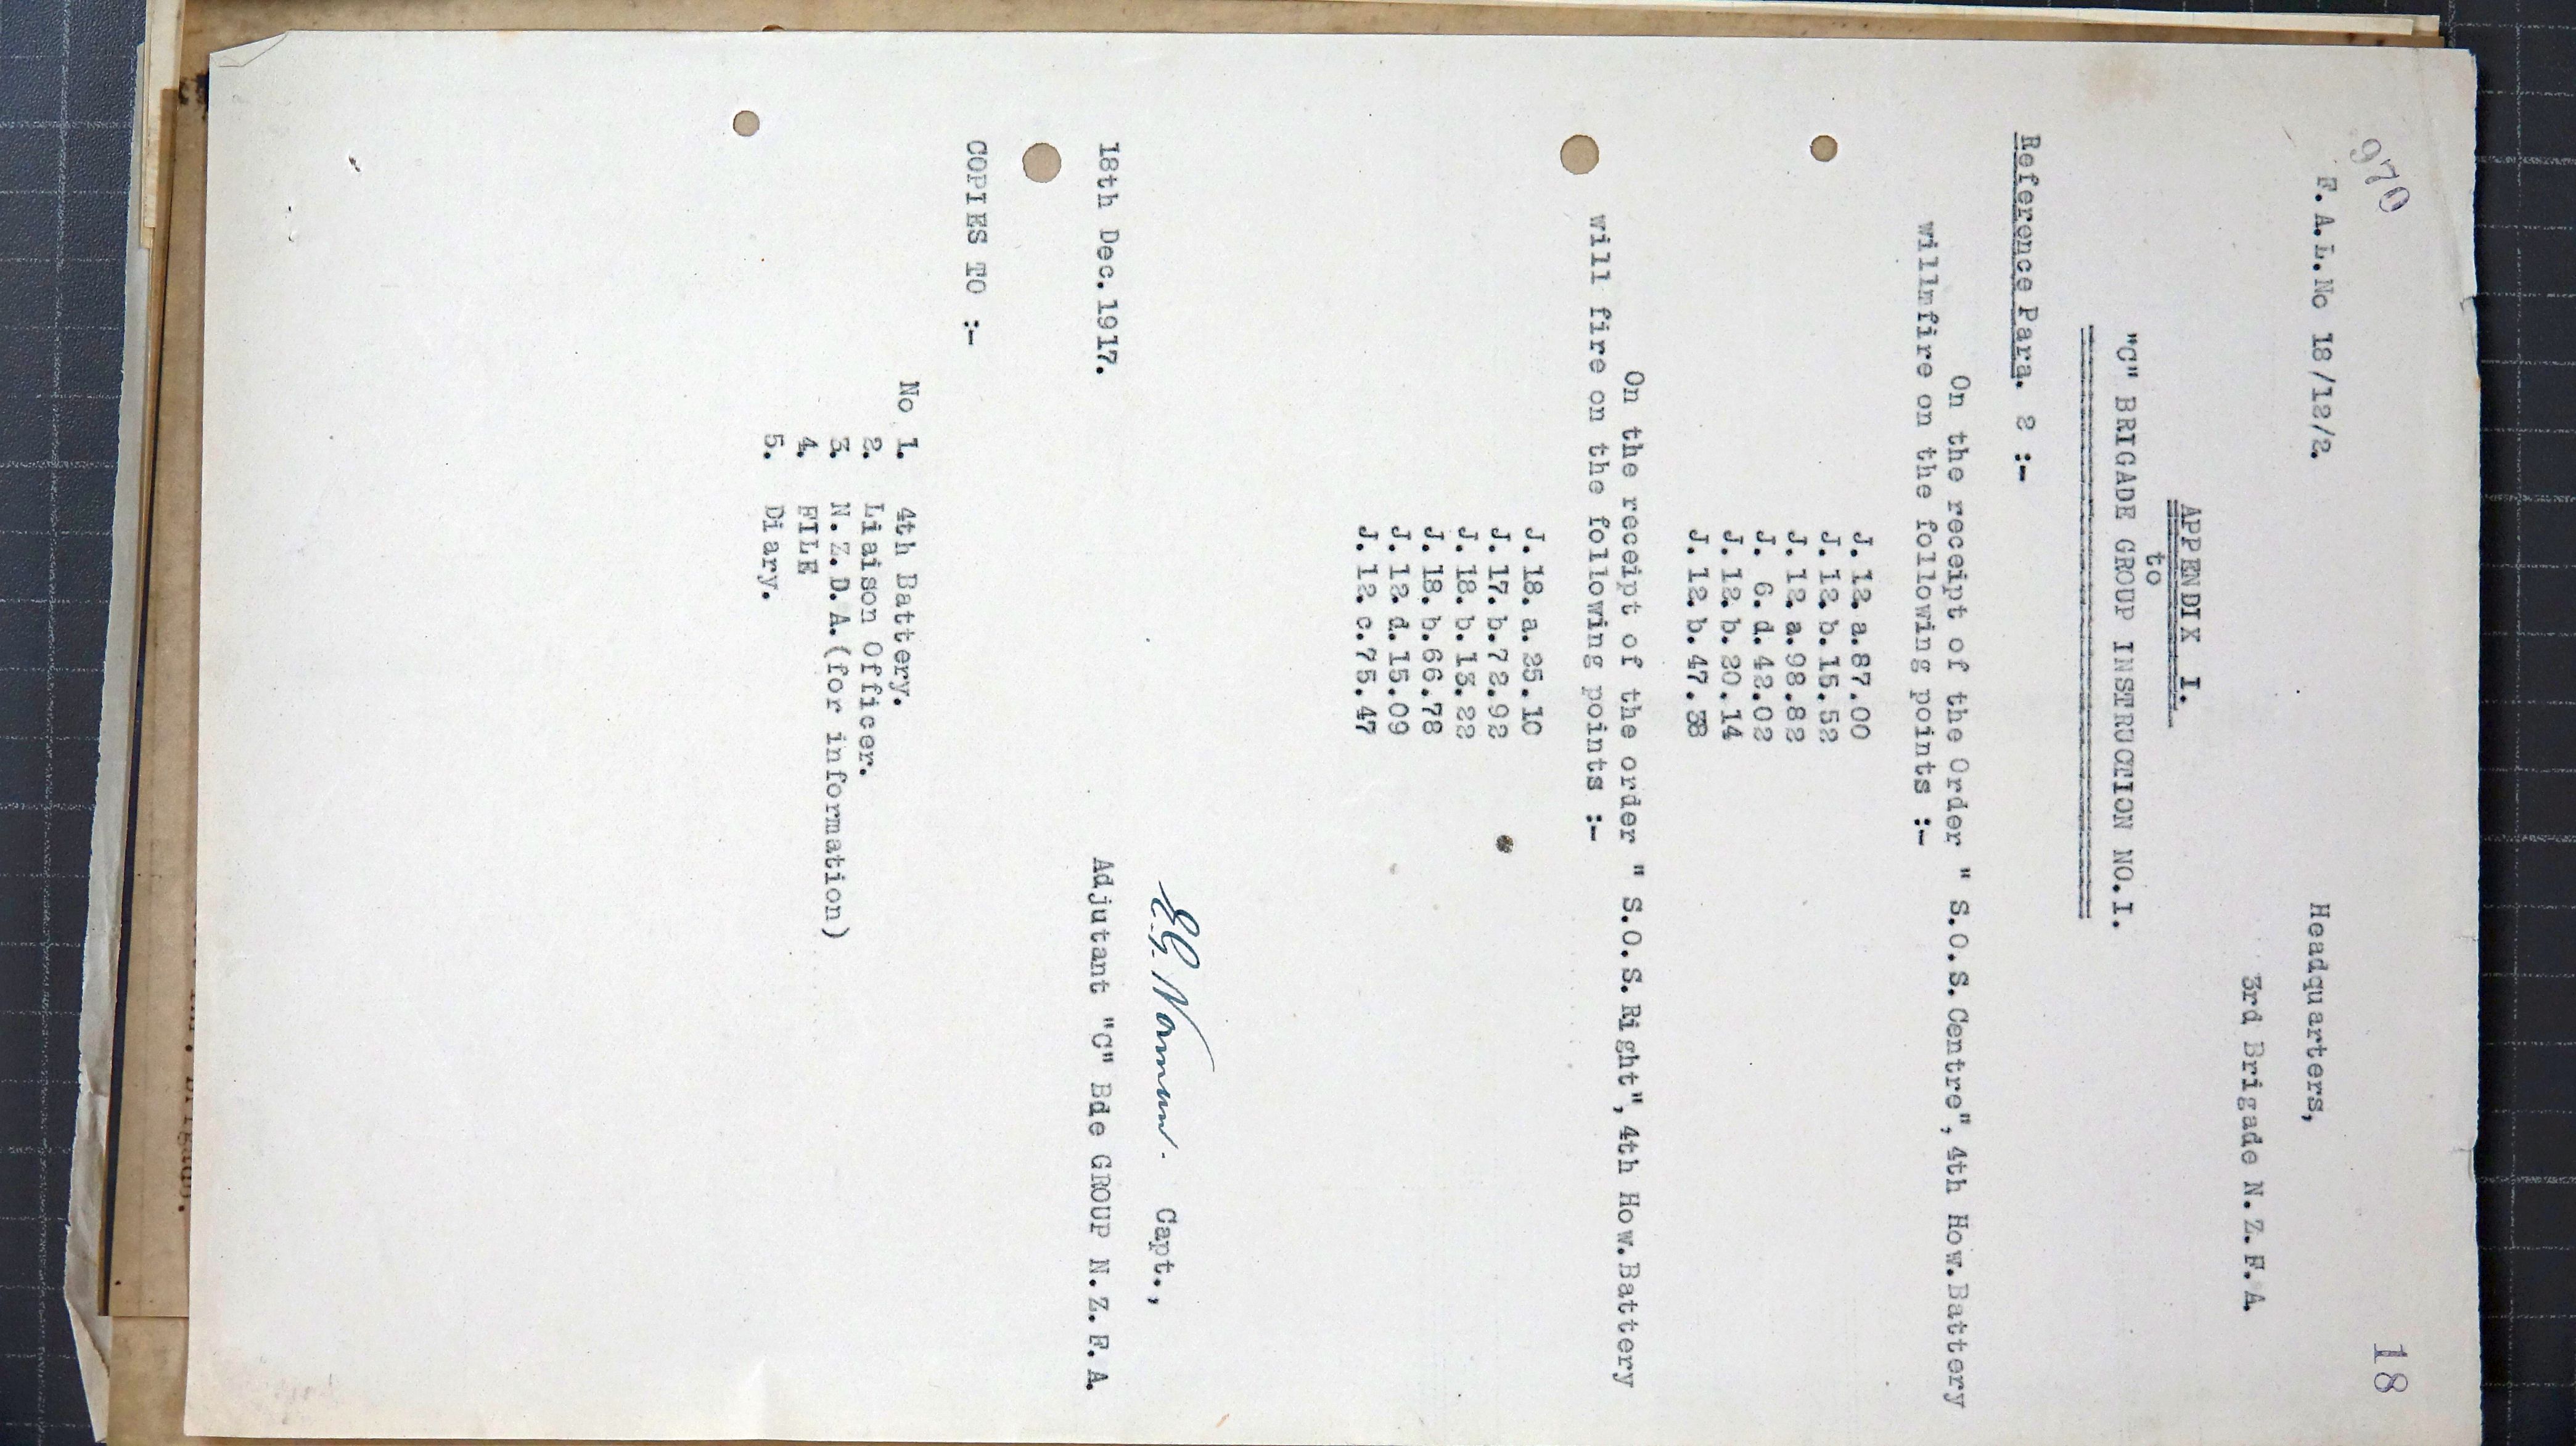 970
18
F.A.L.No 18/12/2.
Headquarters,
3rd Brigade N.Z.F.A.
APPENDIX I.
to
"C" BRIGADE GROUP INSTRUCTION NO.I.
Reference Para. 2 :-
On the receipt of the Order " S.O.S.Centre",4th How.Battery
willmfire on the following points :-
J. 12.a.87.00
J. 12.b.15.52
J. 12.a.98.82
J. 6.d.42.02
J. 12.b.20.14
J. 12.b.47.38
On the receipt of the order " S.O.S.Right",4th How.Battery
will fire on the following points :-
J. 18.a.25.10
J. 17.b.72.92
J. 18.b.13.22
J. 18.b.66.78
J. 12.d.15.09
J. 12.c.75.47
Capt.,
18th Dec.1917.
Adjutant "C" Bde GROUP N.Z.F.A.
COPIES TO :-
No 1. 4th Battery.
2. Liaison Officer.
3. N.Z.D.A.(for information)
4. FILE
5. Diary.